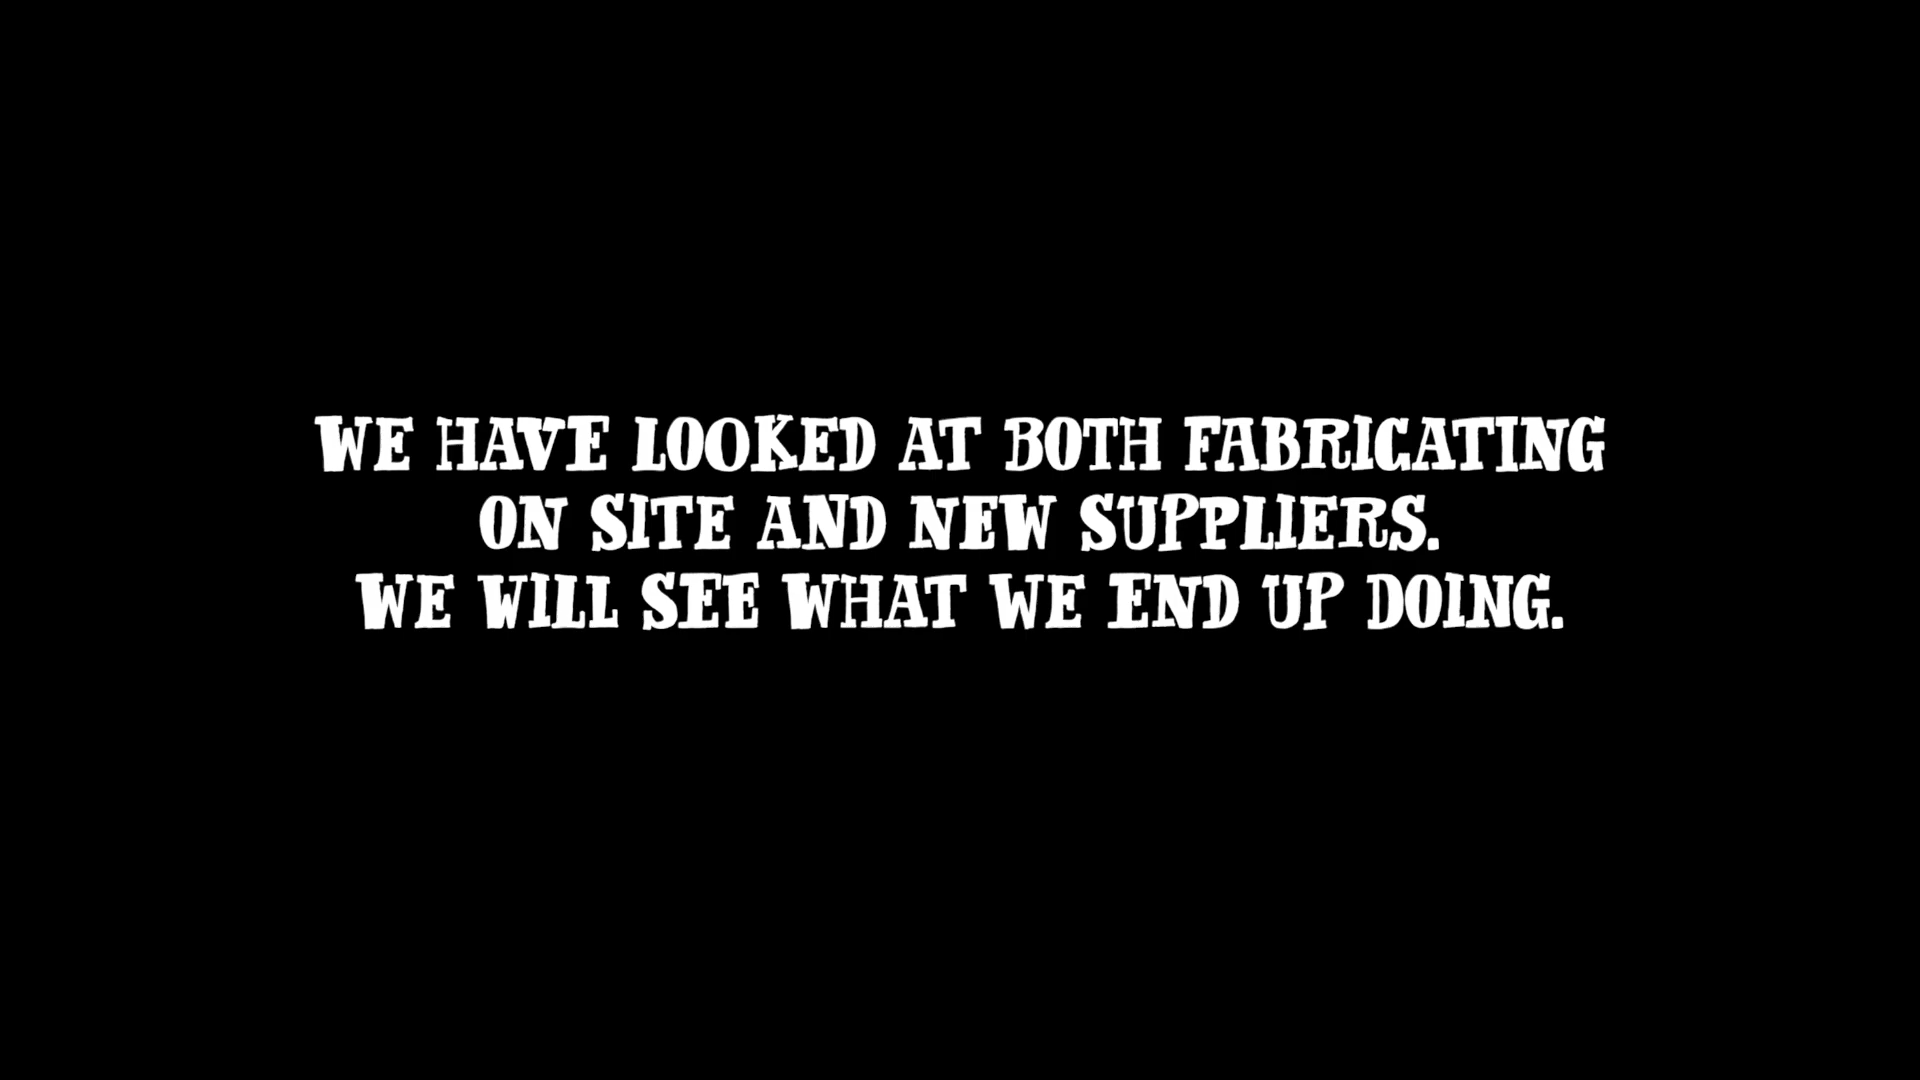 WE HAVE LOOKED AT BOTH FABRICATING
ON SITE AND NEW SUPPLIERS.
WE WILL SEE WHAT WE END UP DOING.